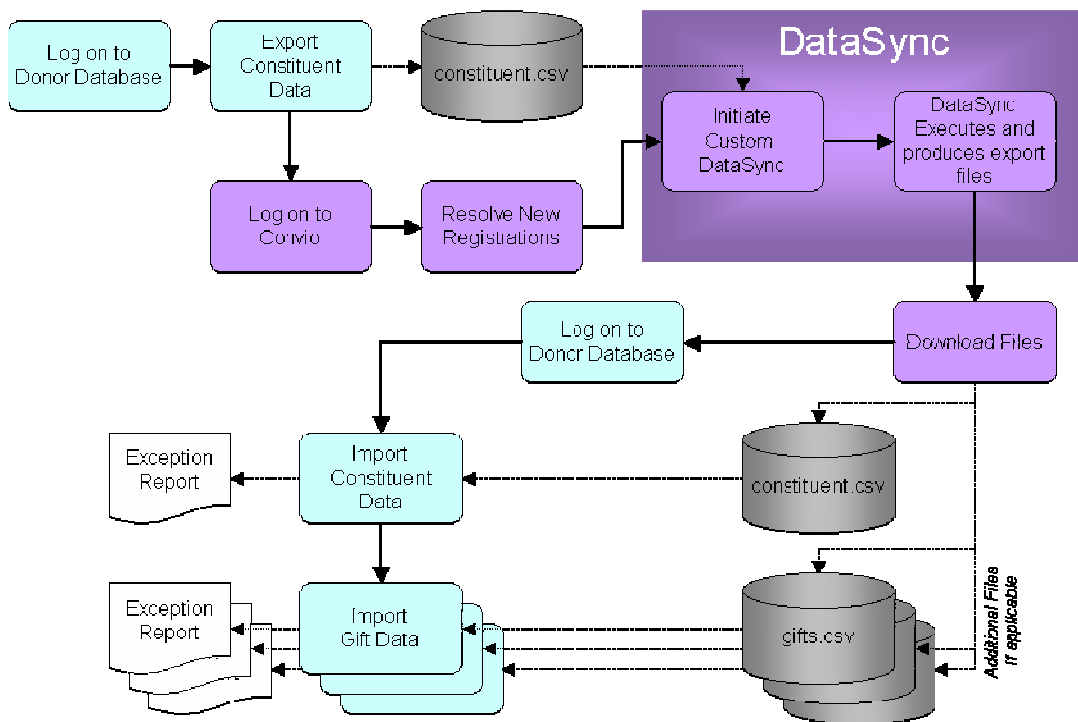 Log on to
Donor Database
Export
Constituent
Data
constituent.csv
DataSync
Initiate
Custom
DataSync
DataSync
Executes and
produces export
files
Log on to
Convio
Resolve New
Registrations
Log on to
Donor Database
Download Files
Exception
Report
Import
Constituent
Data
constituent.csv
Exception
Report
Import
Gift Data
gifts.csv
Additional Files
If applicable